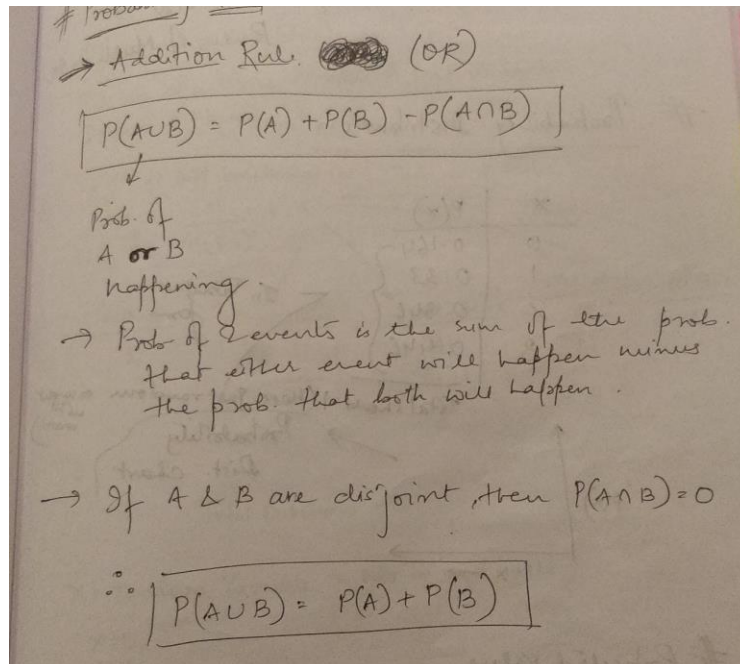 → Addition Rule. (OR)
P(A∪B) = P(A) + P(B) - P(A∩B)
Prob. of
A or B
happening.
→ Prob of 2 events is the sum of the prob.
that either event will happen minus
the prob. that both will happen.
→ If A & B are disjoint, then P(A∩B)=0
∴ P(A∪B) = P(A) + P(B)